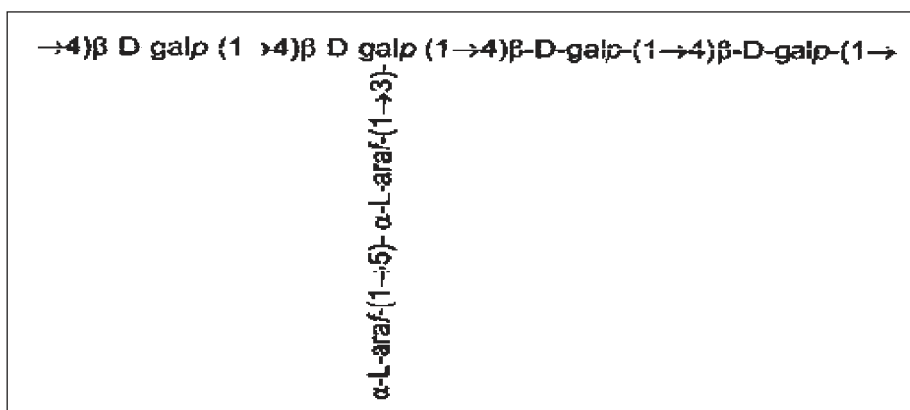 →4)β D galp (1 →4)β D galp (1→4)β-D-galp-(1→4)β-D-galp-(1→
α-L-araf-(1→5)- α-L-araf-(1→3)-